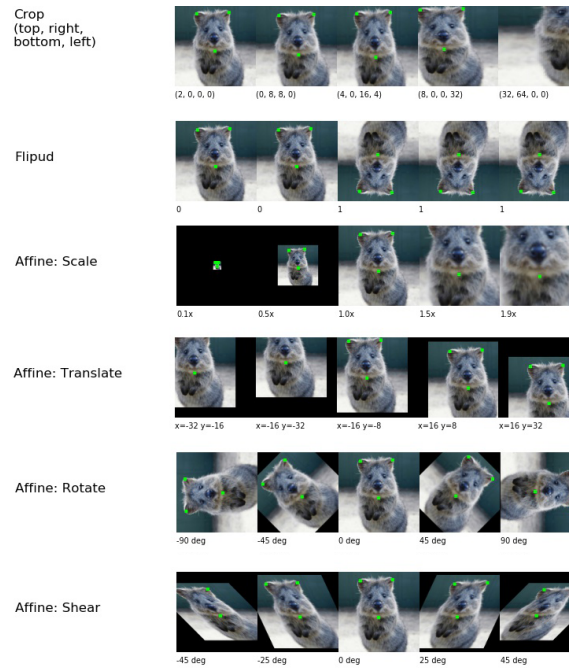 Crop
(top, right,
bottom, left)
(2, 0, 0, 0) (0, 8, 8, 0) (4, 0, 16, 4) (8, 0, 0, 32) (32, 64, 0, 0)
Flipud
0 0 1 1 1
Affine: Scale
0.1x 0.5x 1.0x 1.5x 1.9x
Affine: Translate
x=-32 y=-16 x=-16 y=-32 x=-16 y=-8 x=16 y=8 x=16 y=32
Affine: Rotate
-90 deg -45 deg 0 deg 45 deg 90 deg
Affine: Shear
-45 deg -25 deg 0 deg 25 deg 45 deg